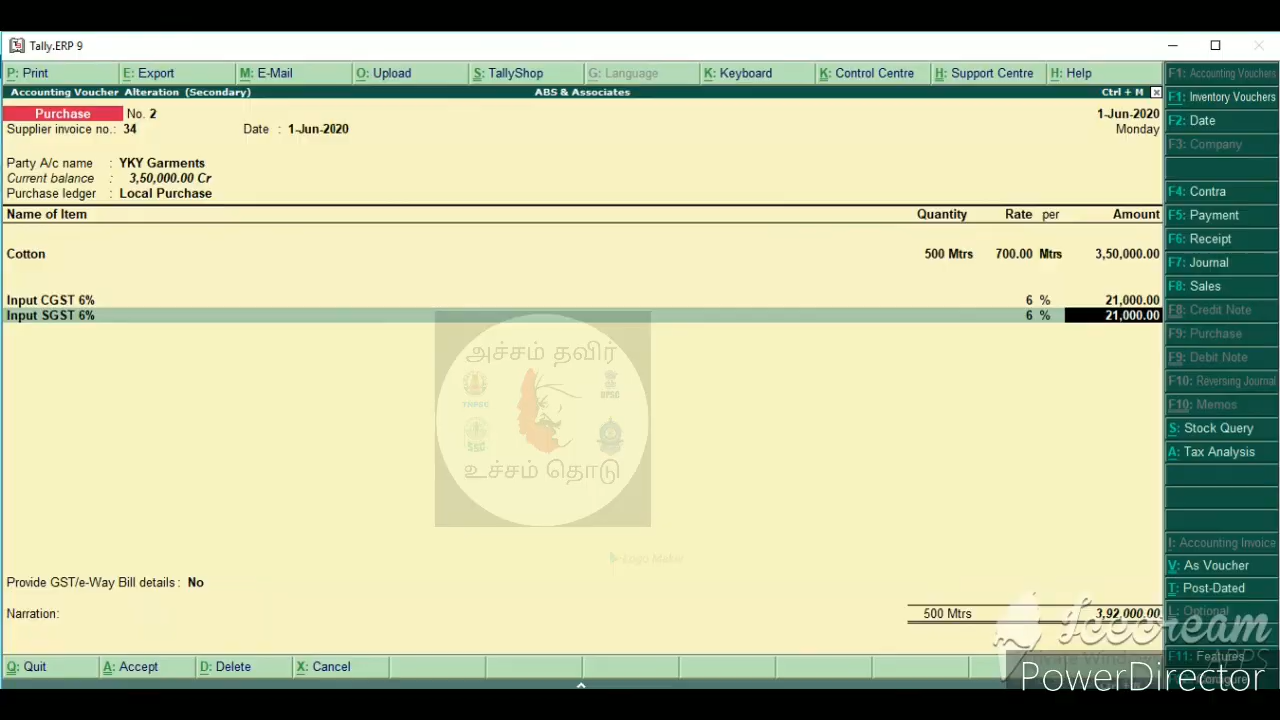 Tally.ERP 9
P: Print E: Export M: E-Mail O: Upload S: TallyShop G: Language K: Keyboard K: Control Centre H: Support Centre H: Help
Accounting Voucher Alteration (Secondary) ABS & Associates Ctrl + M
Purchase No. 2 1-Jun-2020
Supplier invoice no.: 34 Date : 1-Jun-2020 Monday
Party A/c name : YKY Garments
Current balance : 3,50,000.00 Cr
Purchase ledger : Local Purchase
Name of Item Quantity Rate per Amount
Cotton 500 Mtrs 700.00 Mtrs 3,50,000.00
Input CGST 6% 6 % 21,000.00
Input SGST 6% 6 % 21,000.00
அச்சம் தவிர்
TNPSC
UPSC
SSC
உச்சம் தொடு
Logo Maker
Provide GST/e-Way Bill details : No
Narration: 500 Mtrs 3,92,000.00
Q: Quit A: Accept D: Delete X: Cancel
F1: Accounting Vouchers
F1: Inventory Vouchers
F2: Date
F3: Company
F4: Contra
F5: Payment
F6: Receipt
F7: Journal
F8: Sales
F8: Credit Note
F9: Purchase
F9: Debit Note
F10: Reversing Journal
F10: Memos
S: Stock Query
A: Tax Analysis
I: Accounting Invoice
V: As Voucher
T: Post-Dated
L: Optional
F11: Features
Icecream
APPS
PowerDirector